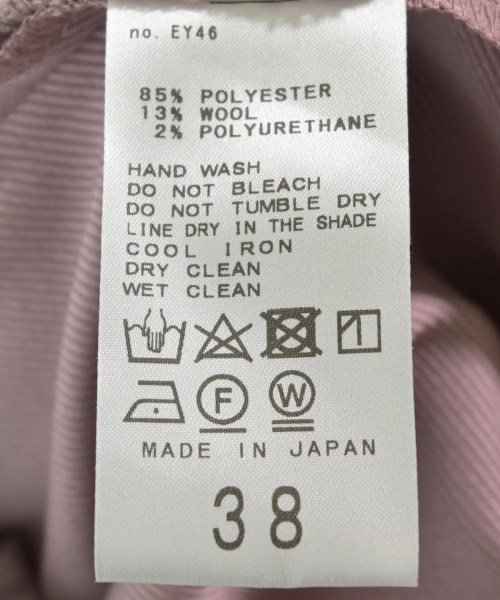 no. EY46
85% POLYESTER
13% WOOL
2% POLYURETHANE
HAND WASH
DO NOT BLEACH
DO NOT TUMBLE DRY
LINE DRY IN THE SHADE
COOL IRON
DRY CLEAN
WET CLEAN
F W
MADE IN JAPAN
38